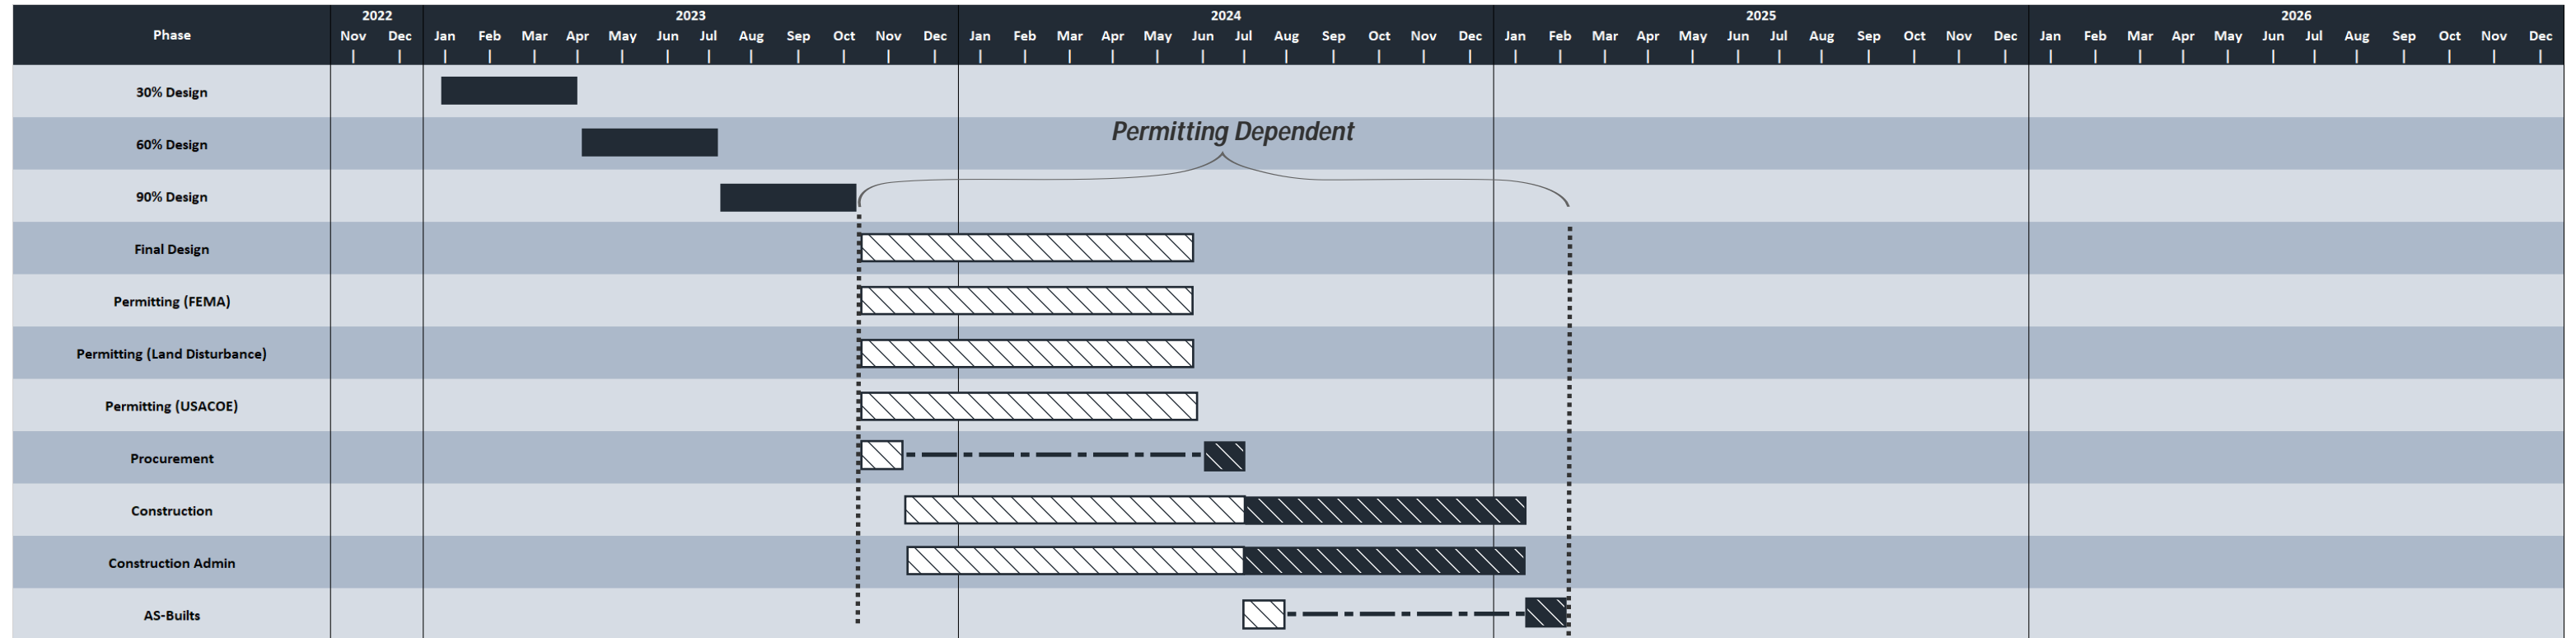 2022 2023 2024 2025 2026
Phase
Nov Dec Jan Feb Mar Apr May Jun Jul Aug Sep Oct Nov Dec Jan Feb Mar Apr May Jun Jul Aug Sep Oct Nov Dec Jan Feb Mar Apr May Jun Jul Aug Sep Oct Nov Dec Jan Feb Mar Apr May Jun Jul Aug Sep Oct Nov Dec
30% Design
Permitting Dependent
60% Design
90% Design
Final Design
Permitting (FEMA)
Permitting (Land Disturbance)
Permitting (USACOE)
Procurement
Construction
Construction Admin
AS-Builts